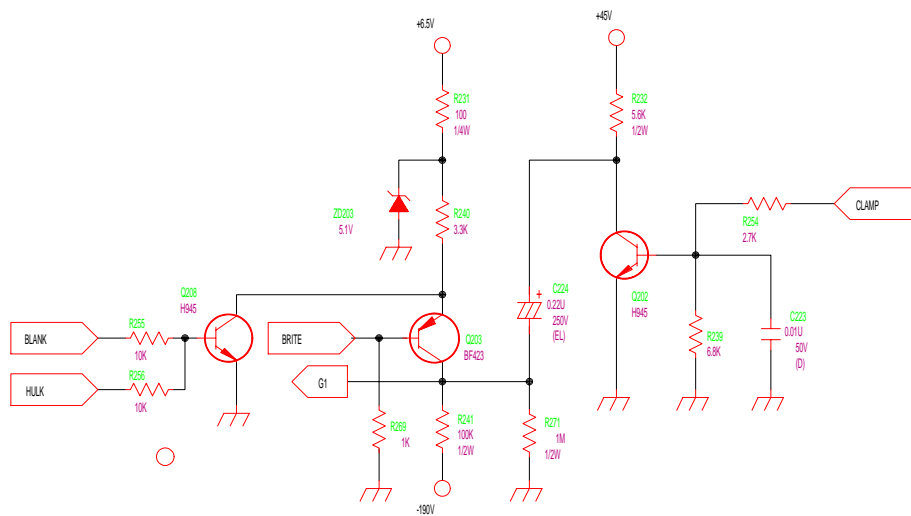 +6.5V
+45V
R231
100
1/4W
R232
5.6K
1/2W
ZD203
5.1V
R240
3.3K
R254
2.7K
CLAMP
Q208
H945
C224
+
0.22U
250V
(EL)
Q202
H945
BLANK
R255
10K
BRITE
Q203
BF423
R239
6.8K
C223
0.01U
50V
(D)
HULK
R256
10K
G1
R269
1K
R241
100K
1/2W
R271
1M
1/2W
-190V